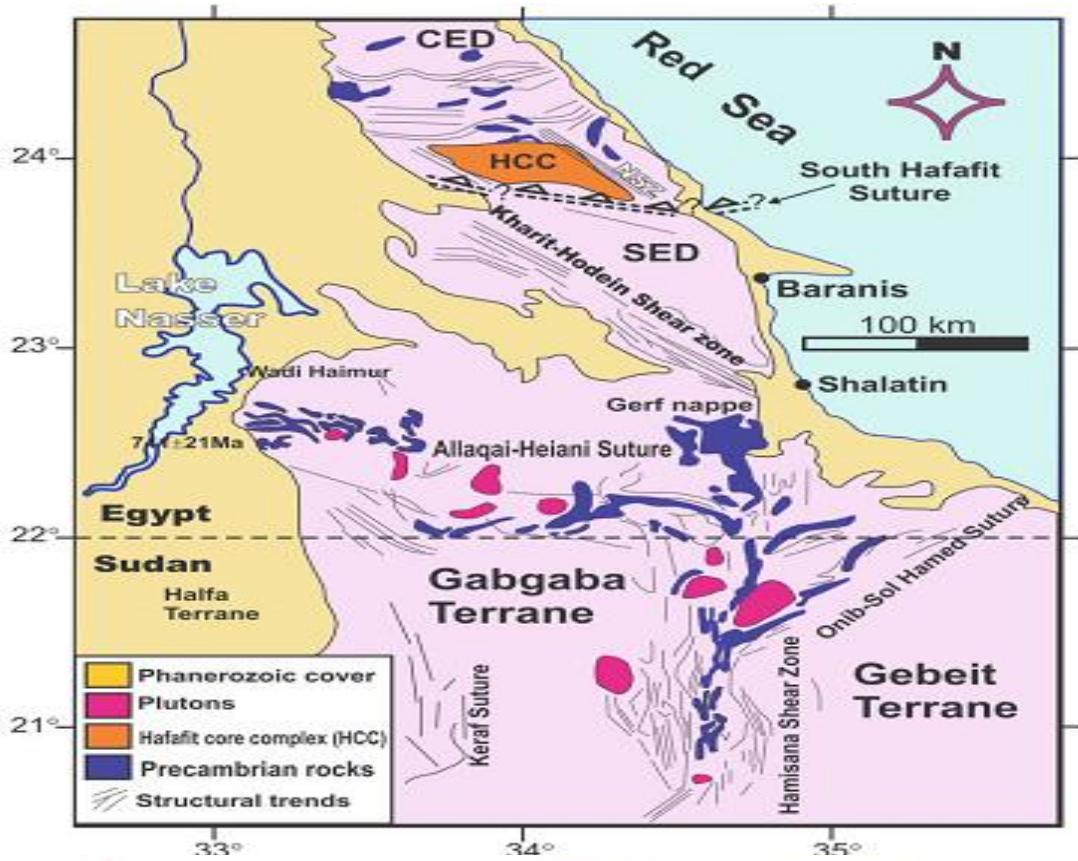 CED
Red Sea
N
24°
HCC
NSZ
?
?
South Hafafit
Suture
Kharit-Hodein Shear zone
SED
Lake
Nasser
Baranis
100 km
23°
Wadi Haimur
Shalatin
Gerf nappe
±21Ma
Allaqai-Heiani Suture
Egypt
22°
Sudan
Halfa
Terrane
Gabgaba
Terrane
Onib-Sol Hamed Sutury
Gebeit
Terrane
Keraf Suture
Hamisana Shear Zone
21°
Phanerozoic cover
Plutons
Hafafit core complex (HCC)
Precambrian rocks
Structural trends
33°
34°
35°